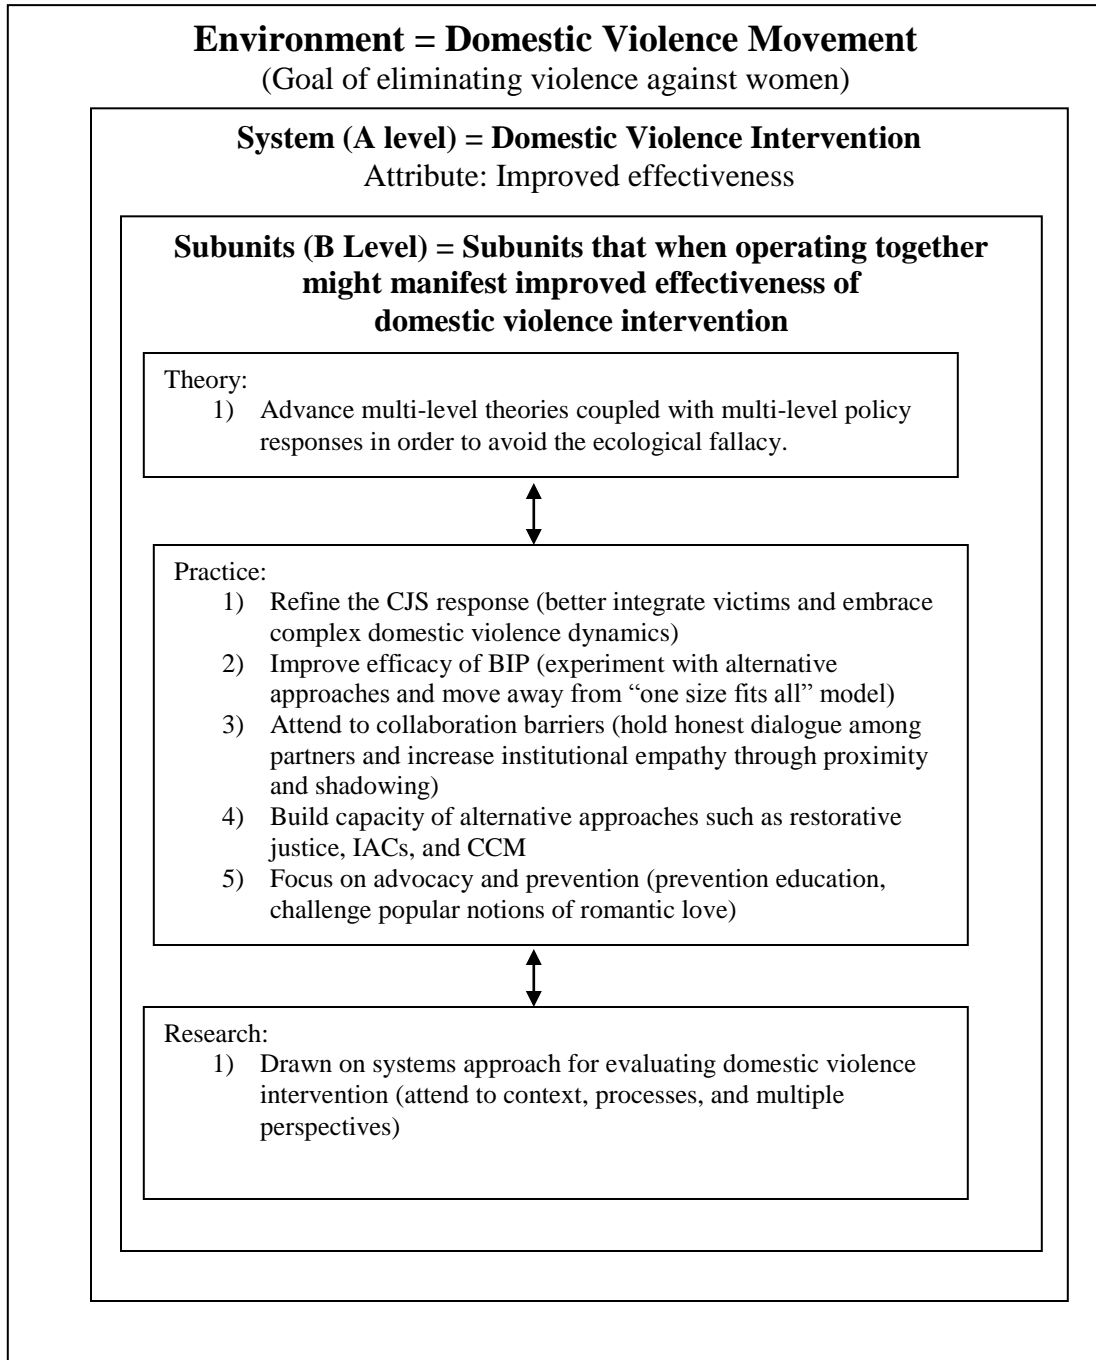 Environment = Domestic Violence Movement
(Goal of eliminating violence against women)
System (A level) = Domestic Violence Intervention
Attribute: Improved effectiveness
Subunits (B Level) = Subunits that when operating together
might manifest improved effectiveness of
domestic violence intervention
Theory:
1) Advance multi-level theories coupled with multi-level policy
responses in order to avoid the ecological fallacy.
Practice:
1) Refine the CJS response (better integrate victims and embrace
complex domestic violence dynamics)
2) Improve efficacy of BIP (experiment with alternative
approaches and move away from “one size fits all” model)
3) Attend to collaboration barriers (hold honest dialogue among
partners and increase institutional empathy through proximity
and shadowing)
4) Build capacity of alternative approaches such as restorative
justice, IACs, and CCM
5) Focus on advocacy and prevention (prevention education,
challenge popular notions of romantic love)
Research:
1) Drawn on systems approach for evaluating domestic violence
intervention (attend to context, processes, and multiple
perspectives)